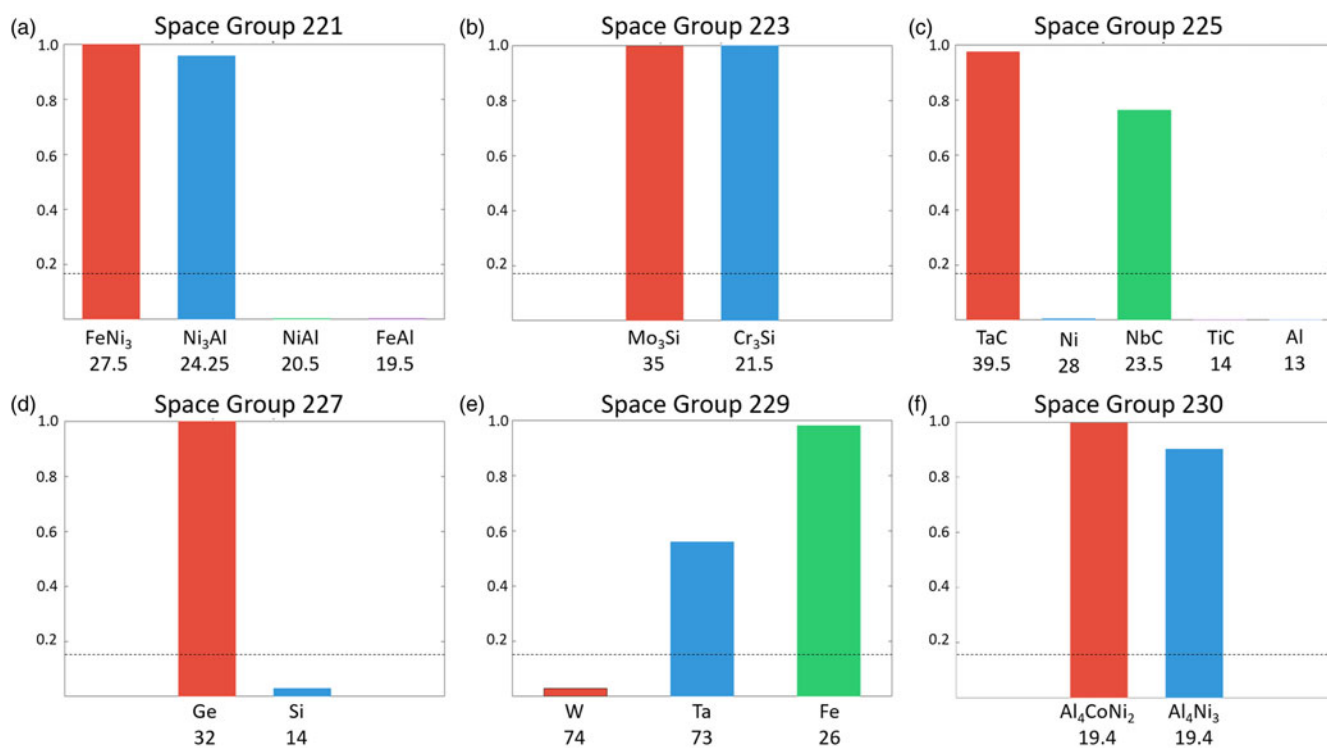 (a) Space Group 221
1.0
0.8
0.6
0.4
0.2
FeNi₃ Ni₃Al NiAl FeAl
27.5 24.25 20.5 19.5
(b) Space Group 223
1.0
0.8
0.6
0.4
0.2
Mo₃Si Cr₃Si
35 21.5
(c) Space Group 225
1.0
0.8
0.6
0.4
0.2
TaC Ni NbC TiC Al
39.5 28 23.5 14 13
(d) Space Group 227
1.0
0.8
0.6
0.4
0.2
Ge Si
32 14
(e) Space Group 229
1.0
0.8
0.6
0.4
0.2
W Ta Fe
74 73 26
(f) Space Group 230
1.0
0.8
0.6
0.4
0.2
Al₄CoNi₂ Al₄Ni₃
19.4 19.4